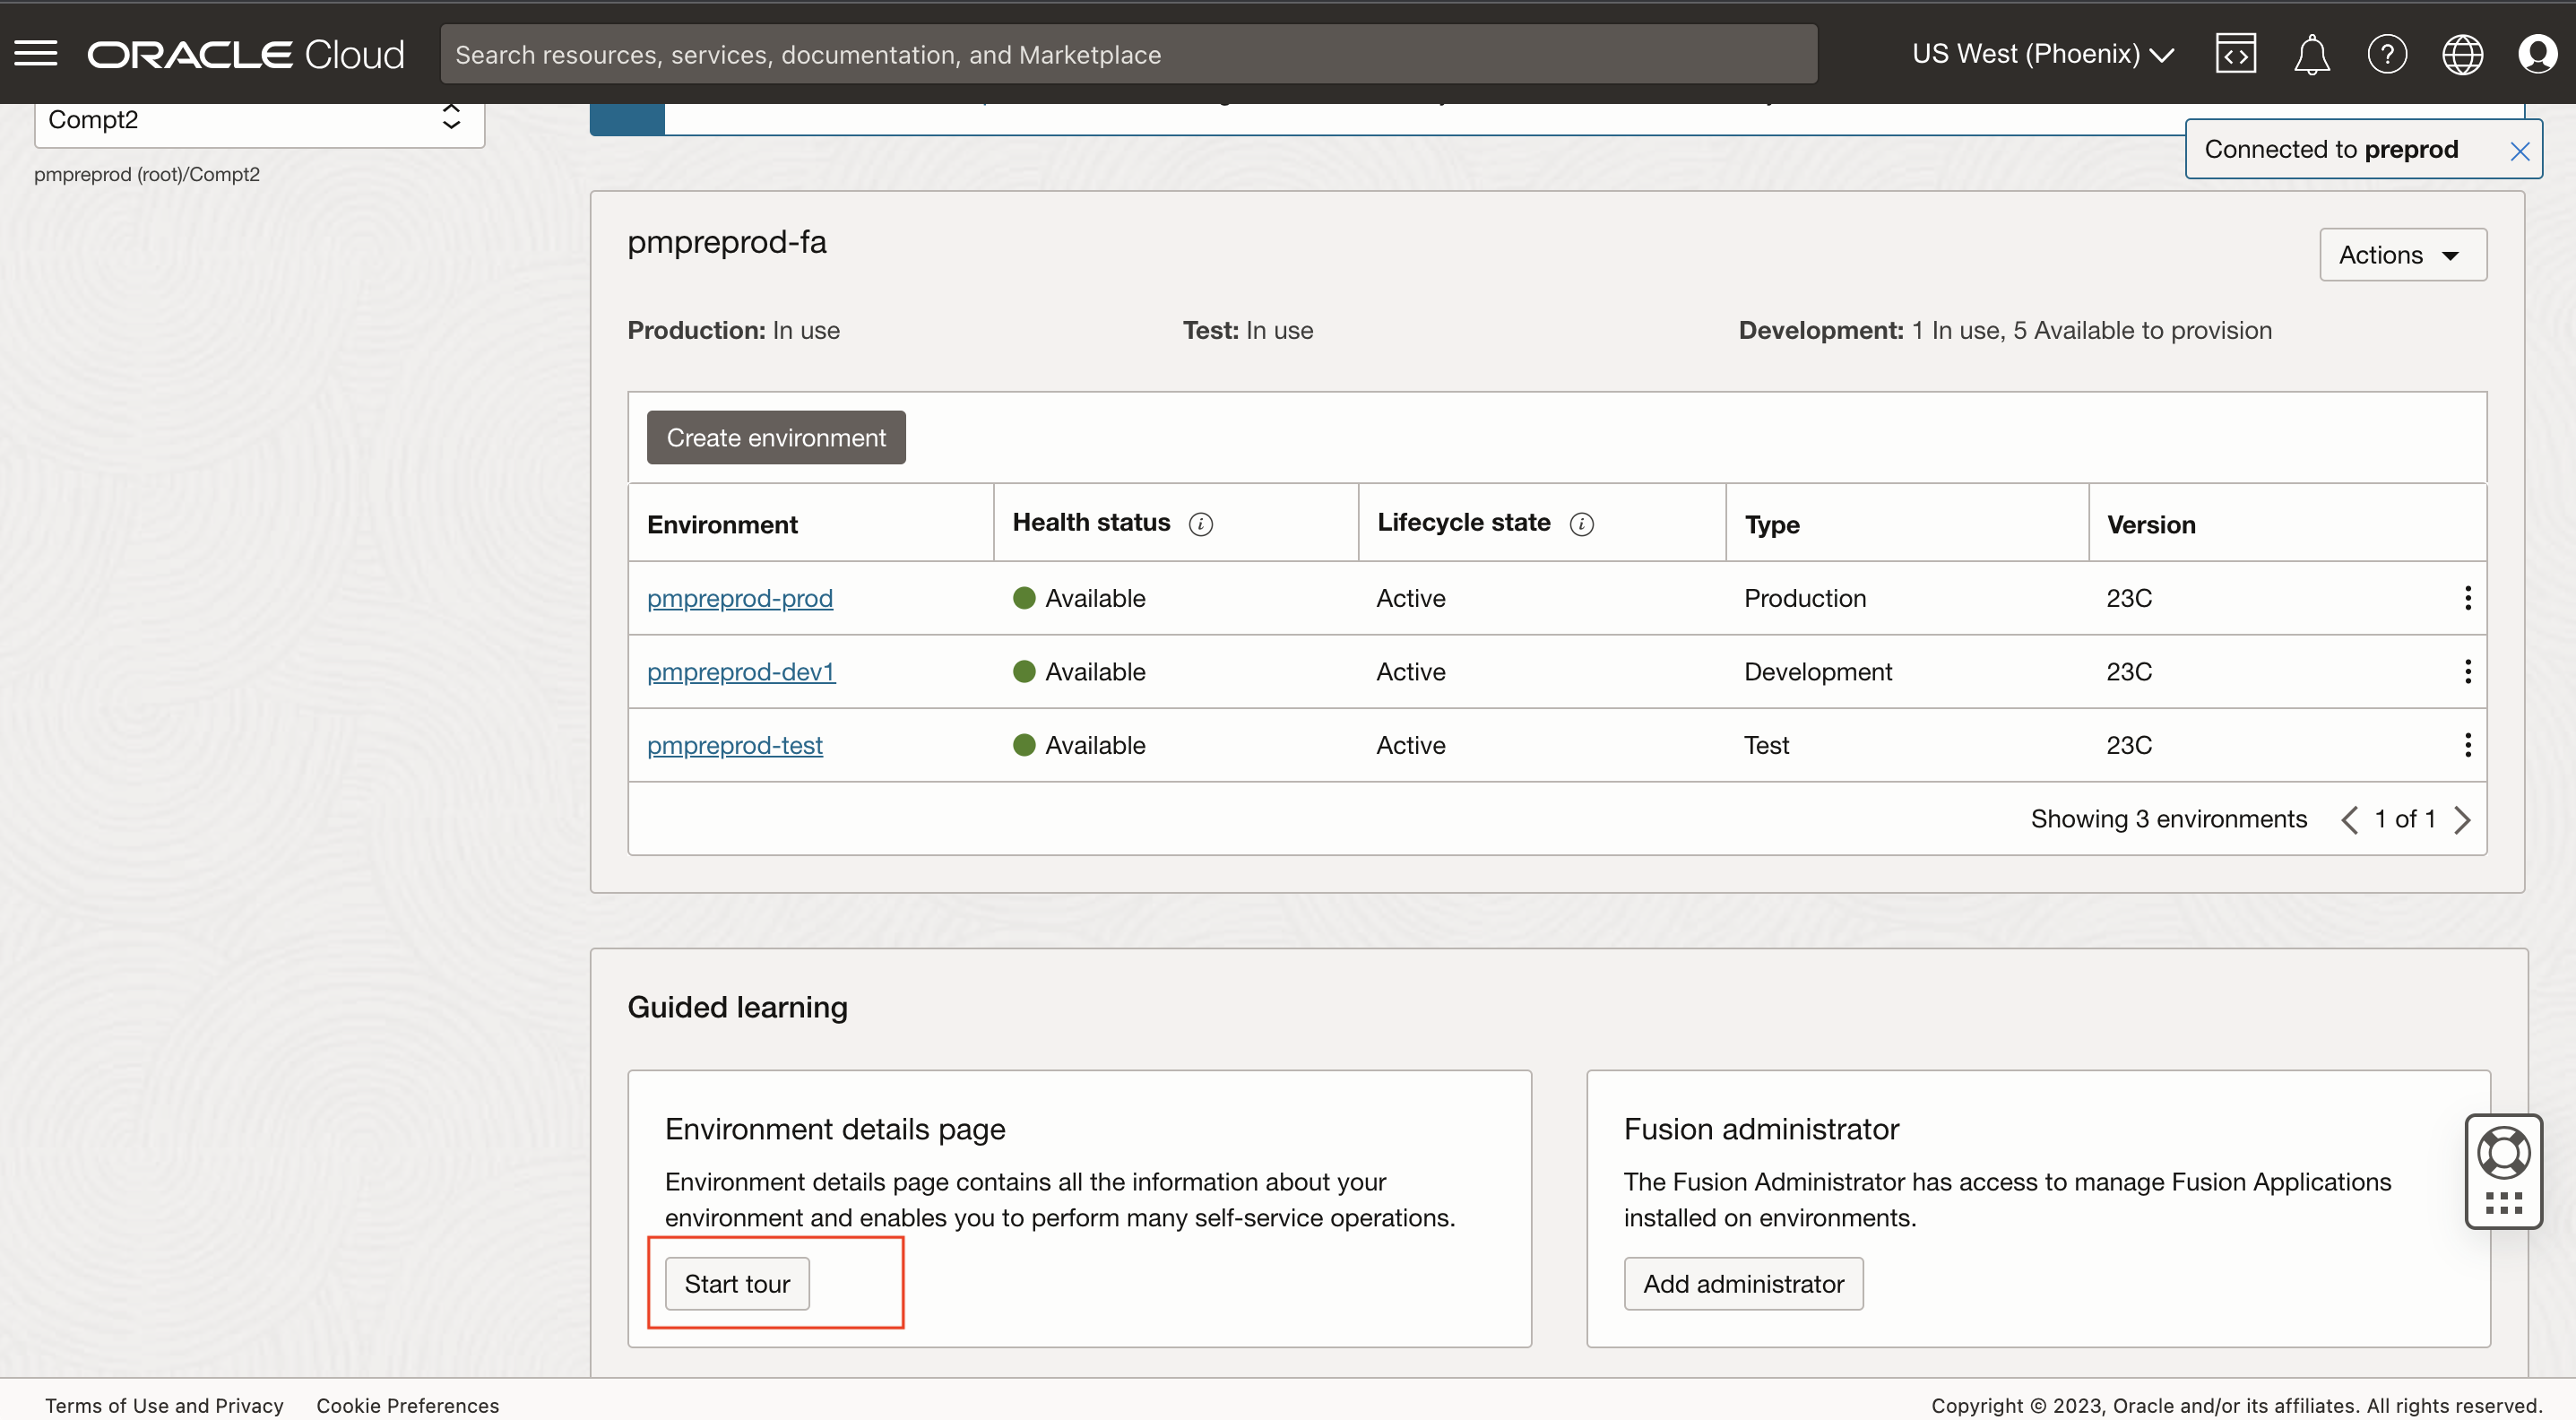 ORACLE Cloud
Search resources, services, documentation, and Marketplace
US West (Phoenix)
Compt2
pmpreprod (root)/Compt2
Connected to preprod
pmpreprod-fa
Actions
Production: In use
Test: In use
Development: 1 In use, 5 Available to provision
Create environment
Environment Health status Lifecycle state Type Version
pmpreprod-prod Available Active Production 23C
pmpreprod-dev1 Available Active Development 23C
pmpreprod-test Available Active Test 23C
Showing 3 environments 1 of 1
Guided learning
Environment details page
Environment details page contains all the information about your
environment and enables you to perform many self-service operations.
Start tour
Fusion administrator
The Fusion Administrator has access to manage Fusion Applications
installed on environments.
Add administrator
Terms of Use and Privacy Cookie Preferences
Copyright © 2023, Oracle and/or its affiliates. All rights reserved.